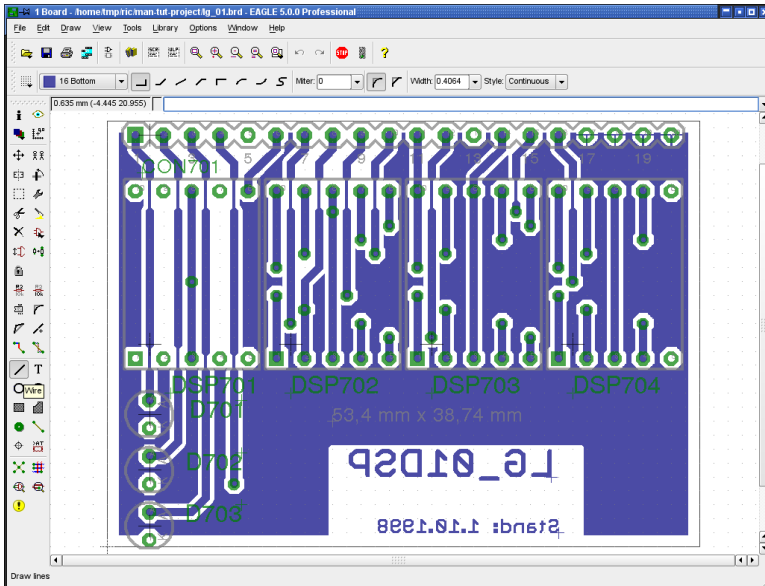 1 Board - /home/tmp/ric/man-tut-project/lg_01.brd - EAGLE 5.0.0 Professional
File Edit Draw View Tools Library Options Window Help
16 Bottom Miter: 0 Width: 0.4064 Style: Continuous
0.635 mm (-4.445 20.955)
5 7 9 11 13 15 17 19
CON701
DSP701 DSP702 DSP703 DSP704
D701
53,4 mm x 38,74 mm
Wire
D702
LG_01DSP
D703
Stand: 1.10.1998
Draw lines